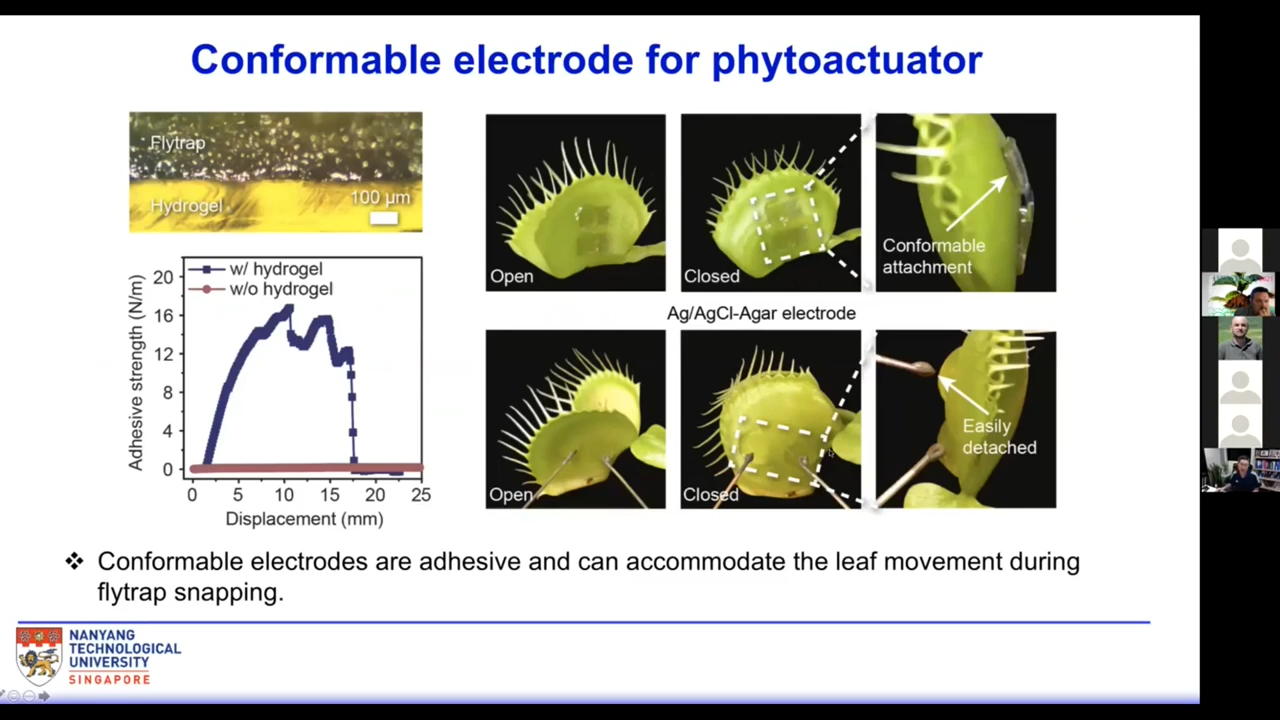 Conformable electrode for phytoactuator
Flytrap
Hydrogel
100 µm
Adhesive strength (N/m)
20
16
12
8
4
0
w/ hydrogel
w/o hydrogel
0 5 10 15 20 25
Displacement (mm)
Open
Closed
Conformable
attachment
Ag/AgCl-Agar electrode
Open
Closed
Easily
detached
❖ Conformable electrodes are adhesive and can accommodate the leaf movement during
flytrap snapping.
NANYANG
TECHNOLOGICAL
UNIVERSITY
SINGAPORE